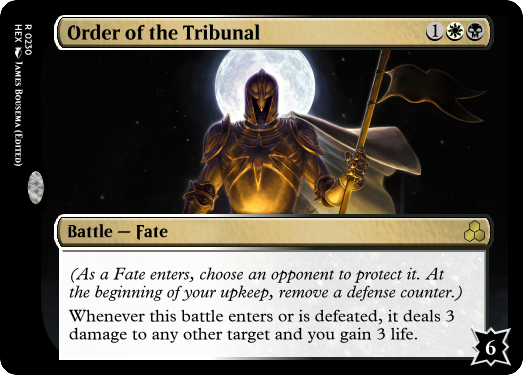 Order of the Tribunal
1
R 0230
HEX James Bousema (Edited)
Battle — Fate
(As a Fate enters, choose an opponent to protect it. At
the beginning of your upkeep, remove a defense counter.)
Whenever this battle enters or is defeated, it deals 3
damage to any other target and you gain 3 life.
6